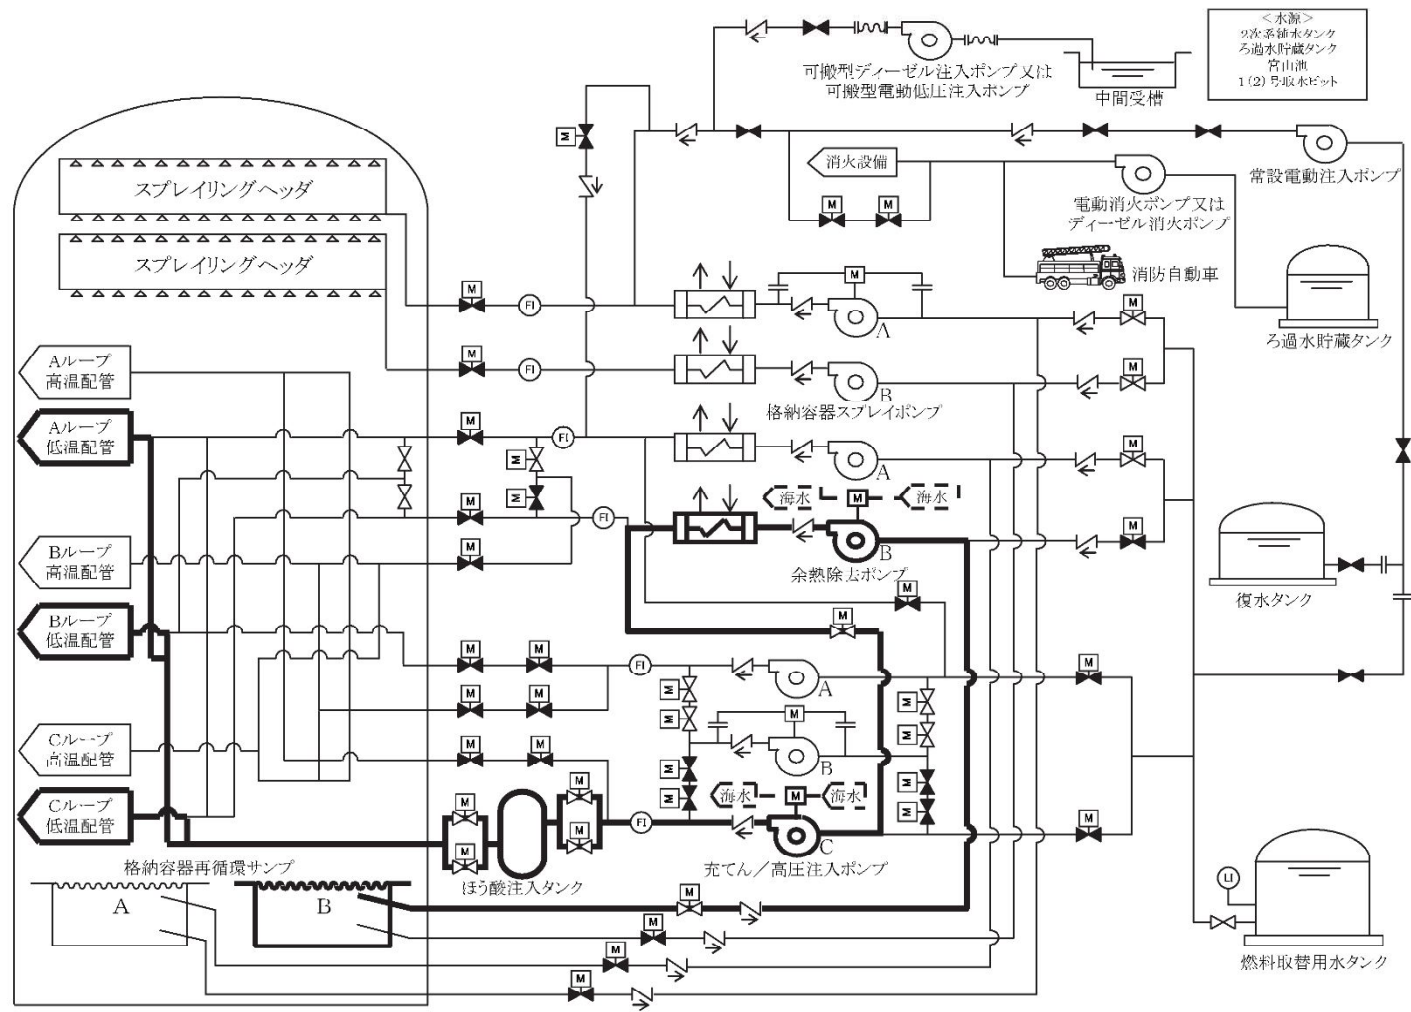 <水源>
2次系純水タンク
ろ過水貯蔵タンク
宮山池
1(2)号取水ピット
可搬型ディーゼル注入ポンプ又は
可搬型電動低圧注入ポンプ
中間受槽
消火設備
常設電動注入ポンプ
電動消火ポンプ又は
ディーゼル消火ポンプ
消防自動車
ろ過水貯蔵タンク
スプレイリングヘッダ
スプレイリングヘッダ
M
M
M
M
FI
M
A
M
M
FI
B
M
格納容器スプレイポンプ
Aループ
高温配管
Aループ
低温配管
M
FI
M
A
M
M
M
FI
海水
M
海水
B
M
余熱除去ポンプ
Bループ
高温配管
M
復水タンク
Bループ
低温配管
M
M
M
M
FI
A
M
M
M
M
M
M
M
M
B
M
Cループ
高温配管
M
M
M
M
M
M
Cループ
低温配管
M
M
M
M
FI
海水
M
海水
C
M
ほう酸注入タンク
充てん/高圧注入ポンプ
格納容器再循環サンプ
A
B
M
M
M
M
LI
燃料取替用水タンク